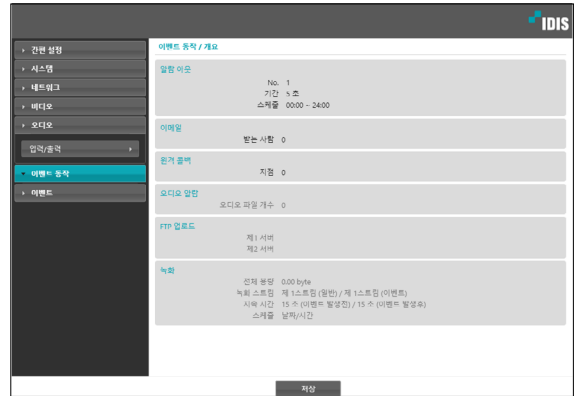 IDIS
간편 설정
시스템
네트워크
비디오
오디오
입력/출력
이벤트 동작
이벤트
이벤트 동작 / 개요
알람 아웃
No. 1
기간 5 초
스케줄 00:00 ~ 24:00
이메일
받는 사람 0
원격 콜백
지점 0
오디오 알람
오디오 파일 개수 0
FTP 업로드
제1 서버
제2 서버
녹화
전체 용량 0.00 byte
녹화 스트림 제 1스트림 (일반) / 제 1스트림 (이벤트)
시간 15 초 (이벤트 발생전) / 15 초 (이벤트 발생후)
스케줄 날짜/시간
저장